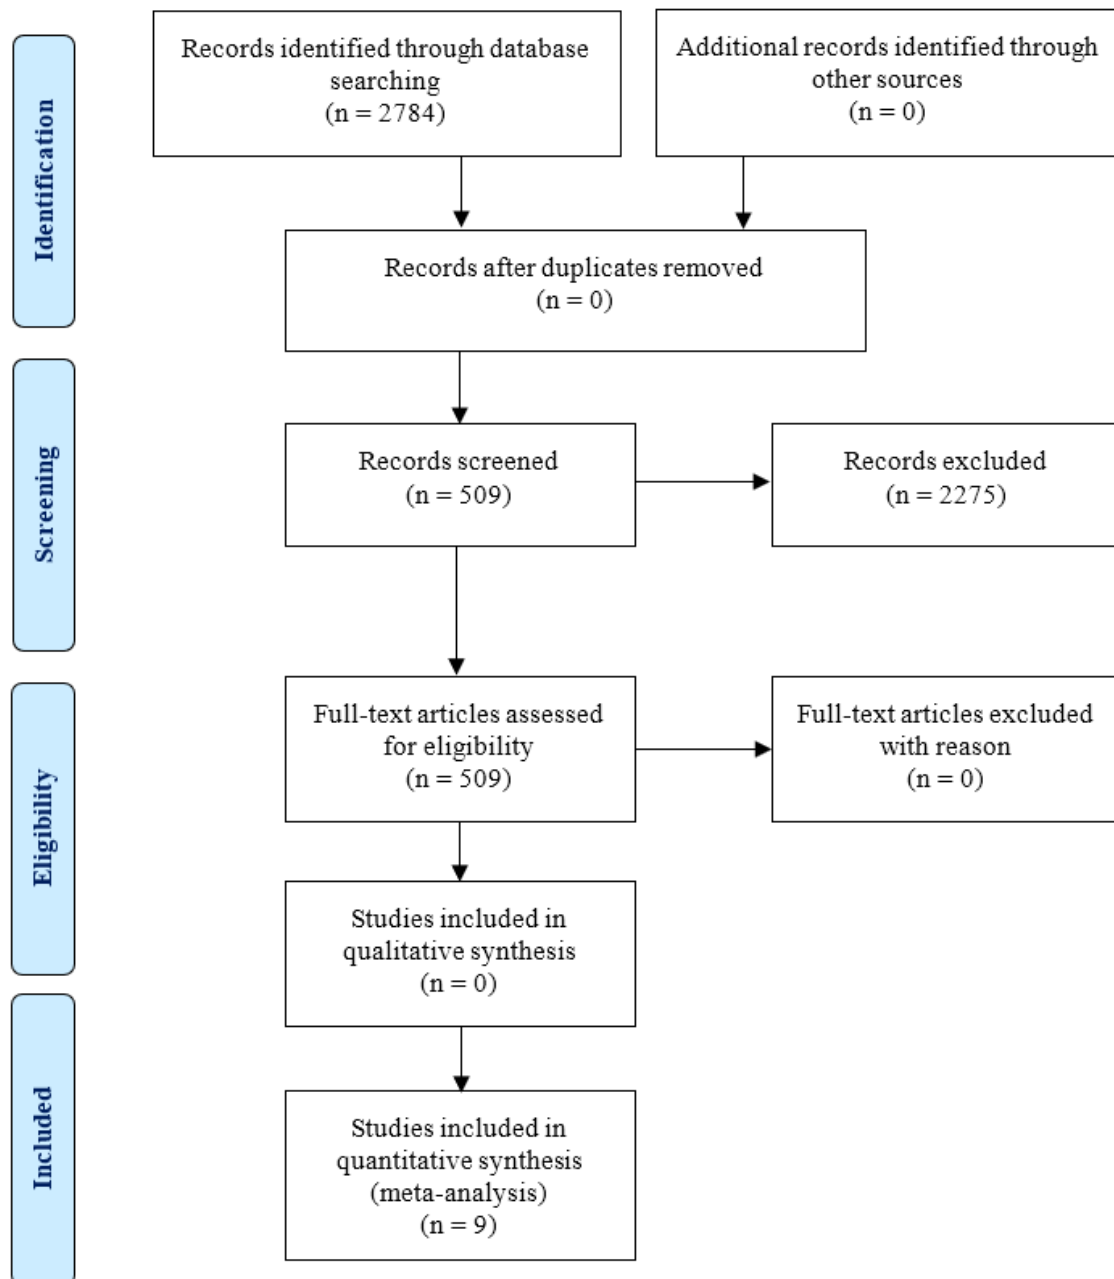 Identification
Records identified through database
searching
(n = 2784)
Additional records identified through
other sources
(n = 0)
Records after duplicates removed
(n = 0)
Screening
Records screened
(n = 509)
Records excluded
(n = 2275)
Eligibility
Full-text articles assessed
for eligibility
(n = 509)
Full-text articles excluded
with reason
(n = 0)
Studies included in
qualitative synthesis
(n = 0)
Included
Studies included in
quantitative synthesis
(meta-analysis)
(n = 9)